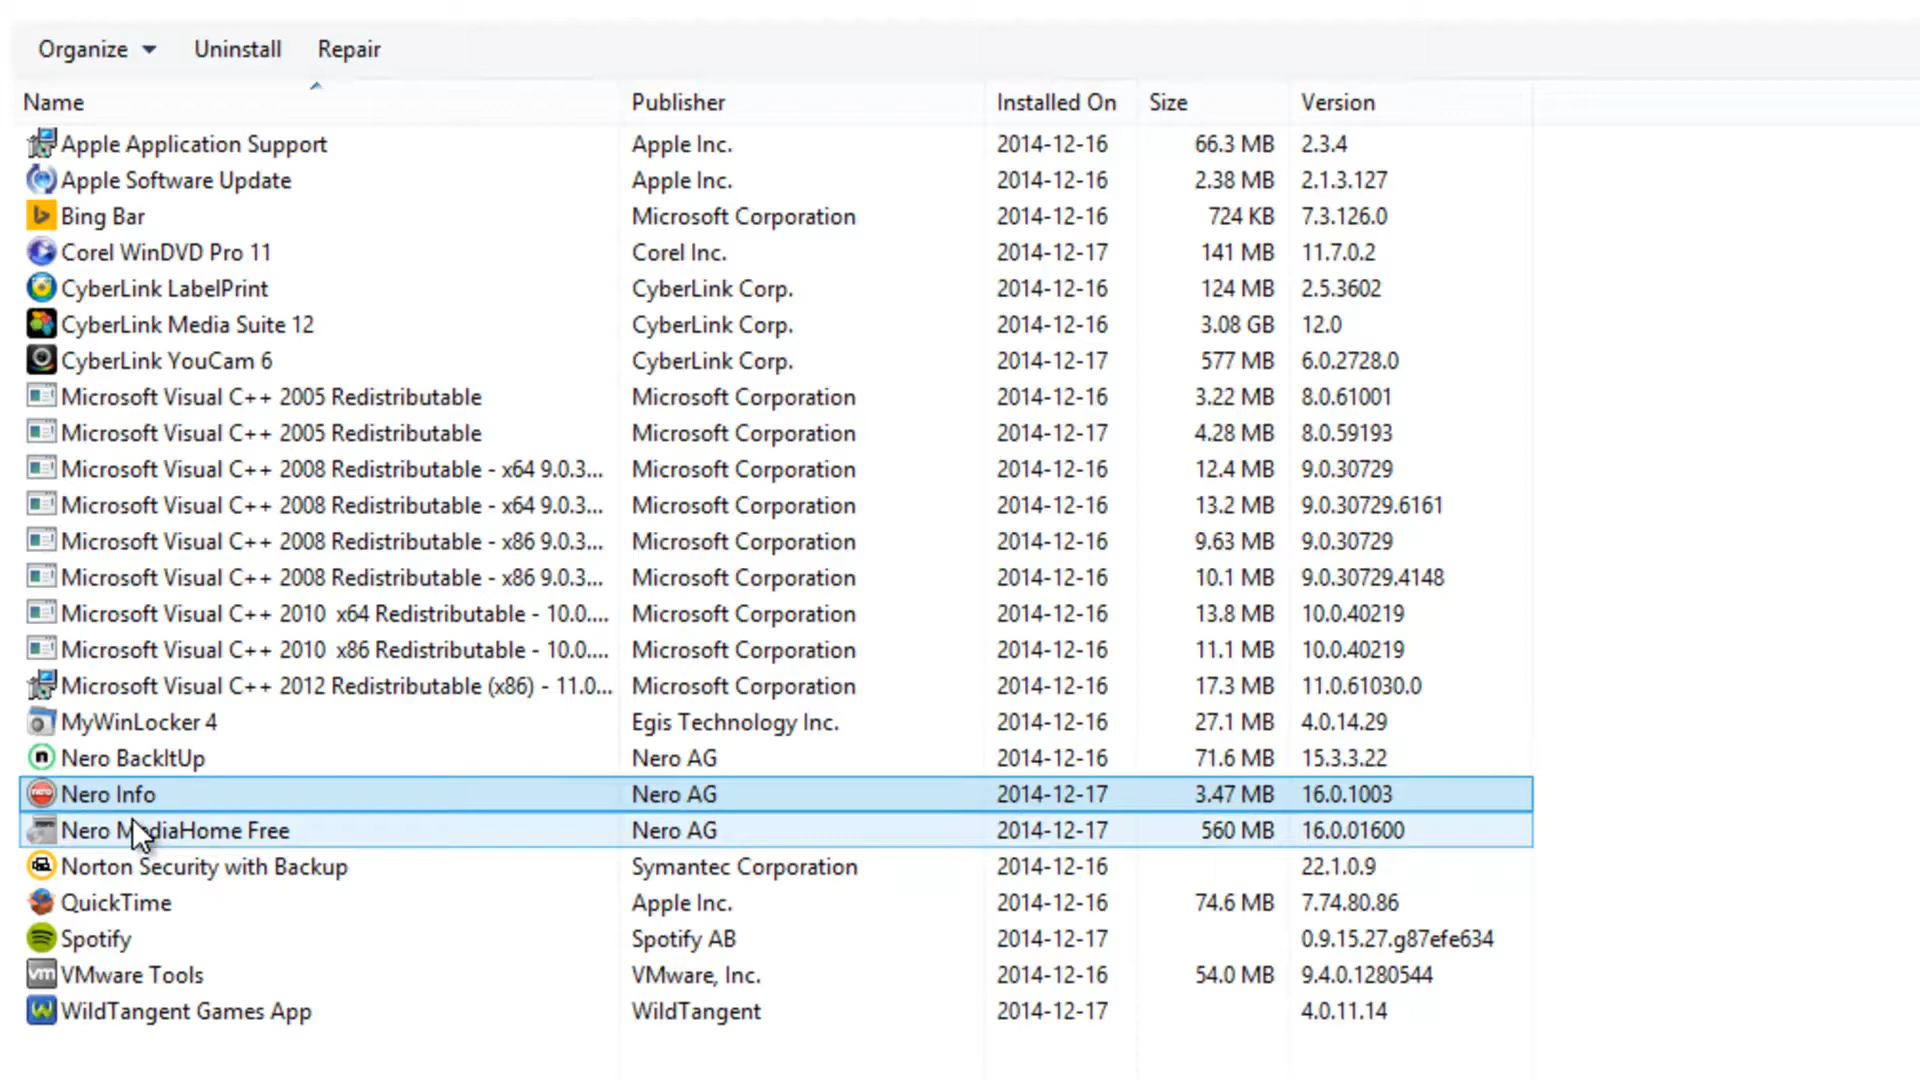 Organize Uninstall Repair
Name Publisher Installed On Size Version
Apple Application Support Apple Inc. 2014-12-16 66.3 MB 2.3.4
Apple Software Update Apple Inc. 2014-12-16 2.38 MB 2.1.3.127
Bing Bar Microsoft Corporation 2014-12-16 724 KB 7.3.126.0
Corel WinDVD Pro 11 Corel Inc. 2014-12-17 141 MB 11.7.0.2
CyberLink LabelPrint CyberLink Corp. 2014-12-16 124 MB 2.5.3602
CyberLink Media Suite 12 CyberLink Corp. 2014-12-16 3.08 GB 12.0
CyberLink YouCam 6 CyberLink Corp. 2014-12-17 577 MB 6.0.2728.0
Microsoft Visual C++ 2005 Redistributable Microsoft Corporation 2014-12-16 3.22 MB 8.0.61001
Microsoft Visual C++ 2005 Redistributable Microsoft Corporation 2014-12-17 4.28 MB 8.0.59193
Microsoft Visual C++ 2008 Redistributable - x64 9.0.3... Microsoft Corporation 2014-12-16 12.4 MB 9.0.30729
Microsoft Visual C++ 2008 Redistributable - x64 9.0.3... Microsoft Corporation 2014-12-16 13.2 MB 9.0.30729.6161
Microsoft Visual C++ 2008 Redistributable - x86 9.0.3... Microsoft Corporation 2014-12-16 9.63 MB 9.0.30729
Microsoft Visual C++ 2008 Redistributable - x86 9.0.3... Microsoft Corporation 2014-12-16 10.1 MB 9.0.30729.4148
Microsoft Visual C++ 2010 x64 Redistributable - 10.0.... Microsoft Corporation 2014-12-16 13.8 MB 10.0.40219
Microsoft Visual C++ 2010 x86 Redistributable - 10.0.... Microsoft Corporation 2014-12-16 11.1 MB 10.0.40219
Microsoft Visual C++ 2012 Redistributable (x86) - 11.0... Microsoft Corporation 2014-12-16 17.3 MB 11.0.61030.0
MyWinLocker 4 Egis Technology Inc. 2014-12-16 27.1 MB 4.0.14.29
Nero BackItUp Nero AG 2014-12-16 71.6 MB 15.3.3.22
Nero Info Nero AG 2014-12-17 3.47 MB 16.0.1003
Nero MediaHome Free Nero AG 2014-12-17 560 MB 16.0.01600
Norton Security with Backup Symantec Corporation 2014-12-16 22.1.0.9
QuickTime Apple Inc. 2014-12-16 74.6 MB 7.74.80.86
Spotify Spotify AB 2014-12-17 0.9.15.27.g87efe634
vm VMware Tools VMware, Inc. 2014-12-16 54.0 MB 9.4.0.1280544
WildTangent Games App WildTangent 2014-12-17 4.0.11.14